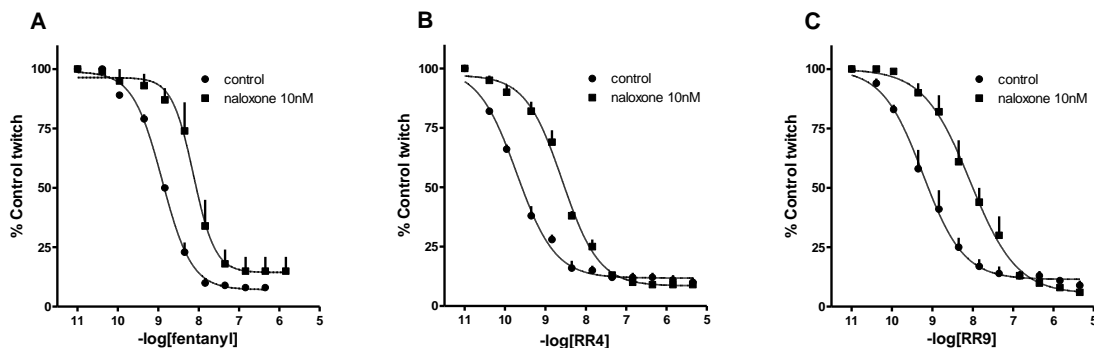 A
% Control twitch
100
75
50
25
0
control
naloxone 10nM
11 10 9 8 7 6 5
-log[fentanyl]
B
% Control twitch
100
75
50
25
0
control
naloxone 10nM
11 10 9 8 7 6 5
-log[RR4]
C
% Control twitch
100
75
50
25
0
control
naloxone 10nM
11 10 9 8 7 6 5
-log[RR9]